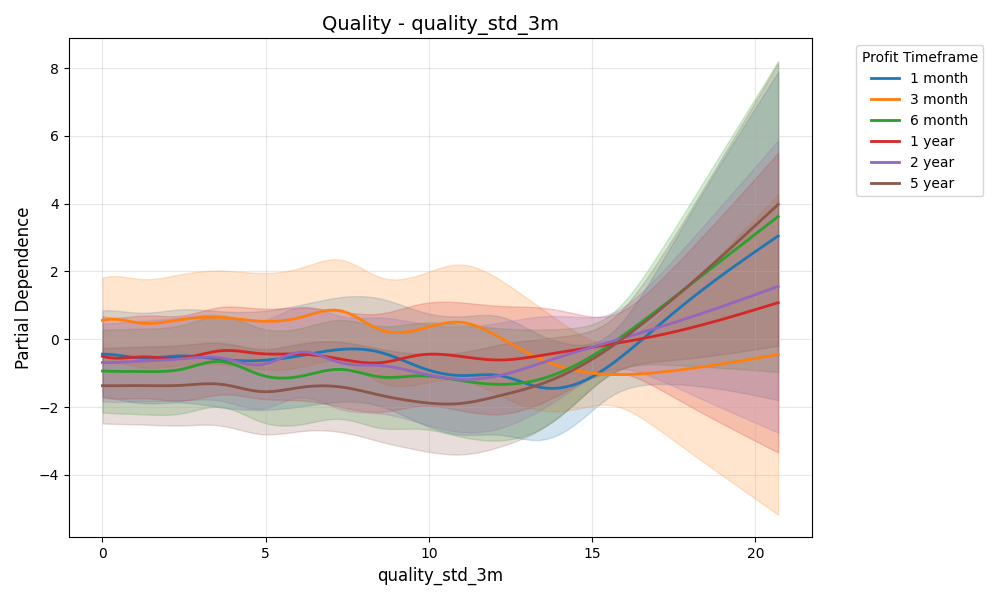 Quality - quality_std_3m
Partial Dependence
8
6
4
2
0
−2
−4
0
5
10
15
20
quality_std_3m
Profit Timeframe
1 month
3 month
6 month
1 year
2 year
5 year